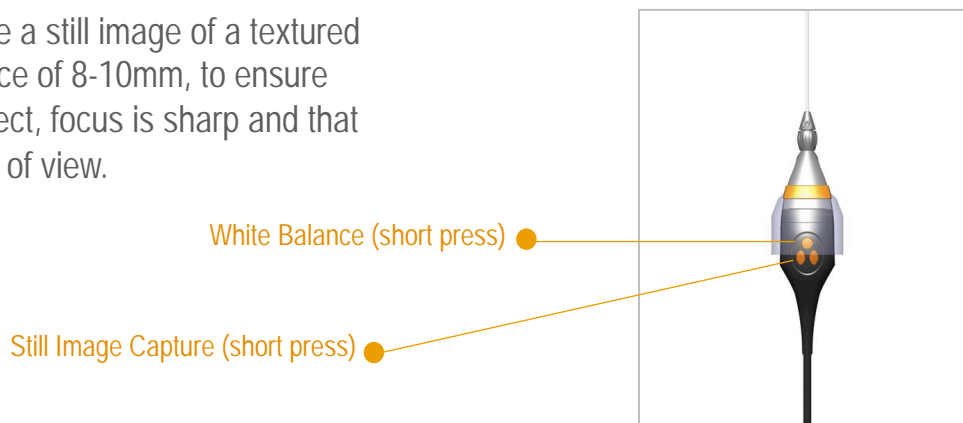 e a still image of a textured
ce of 8-10mm, to ensure
ect, focus is sharp and that
of view.
White Balance (short press)
Still Image Capture (short press)